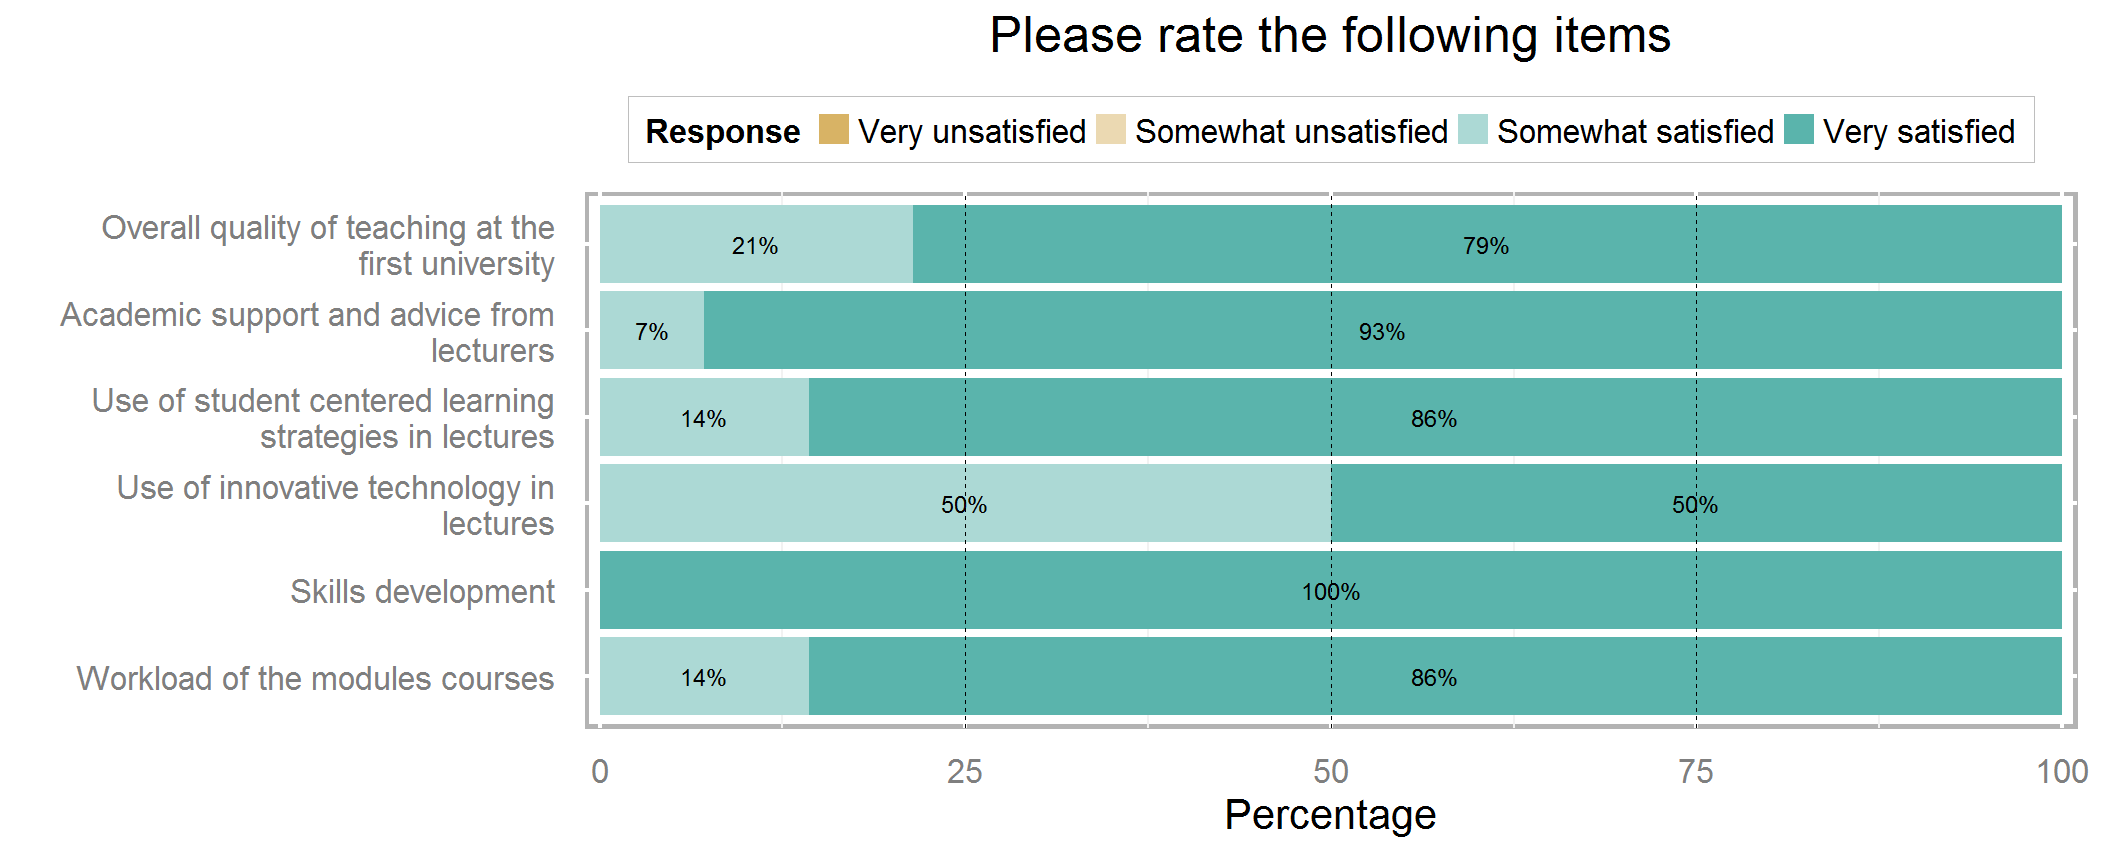 Please rate the following items
Response Very unsatisfied Somewhat unsatisfied Somewhat satisfied Very satisfied
Overall quality of teaching at the
first university
21% 79%
Academic support and advice from
lecturers
7% 93%
Use of student centered learning
strategies in lectures
14% 86%
Use of innovative technology in
lectures
50% 50%
Skills development
100%
Workload of the modules courses
14% 86%
0 25 50 75 100
Percentage